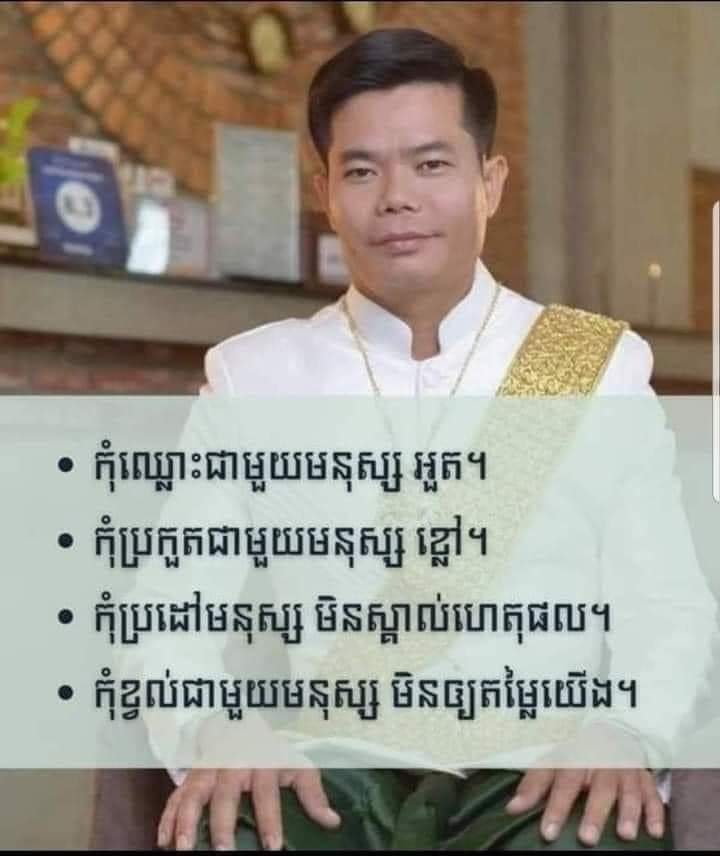 • កុំឈ្លោះជាមួយមនុស្ស អួត។
• កុំប្រកួតជាមួយមនុស្ស ខ្លៅ។
• កុំប្រដៅមនុស្ស មិនស្គាល់ហេតុផល។
• កុំខ្វល់ជាមួយមនុស្ស មិនឲ្យតម្លៃយើង។